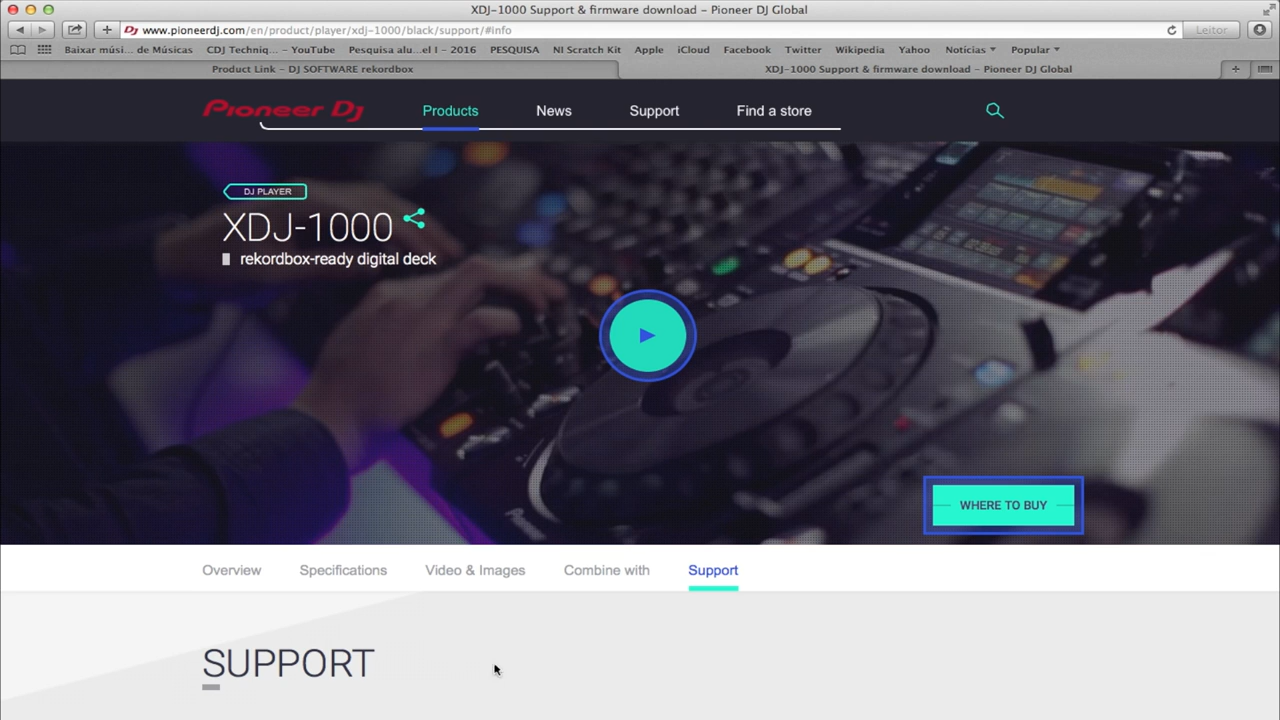 XDJ-1000 Support & firmware download – Pioneer DJ Global
www.pioneerdj.com/en/product/player/xdj-1000/black/support/#info
Leitor
Baixar músi... de Músicas CDJ Techniq... – YouTube Pesquisa alu...el I – 2016 PESQUISA NI Scratch Kit Apple iCloud Facebook Twitter Wikipedia Yahoo Notícias Popular
Product Link – DJ SOFTWARE rekordbox XDJ-1000 Support & firmware download – Pioneer DJ Global
Pioneer Dj Products News Support Find a store
DJ PLAYER
XDJ-1000
rekordbox-ready digital deck
WHERE TO BUY
Overview Specifications Video & Images Combine with Support
SUPPORT